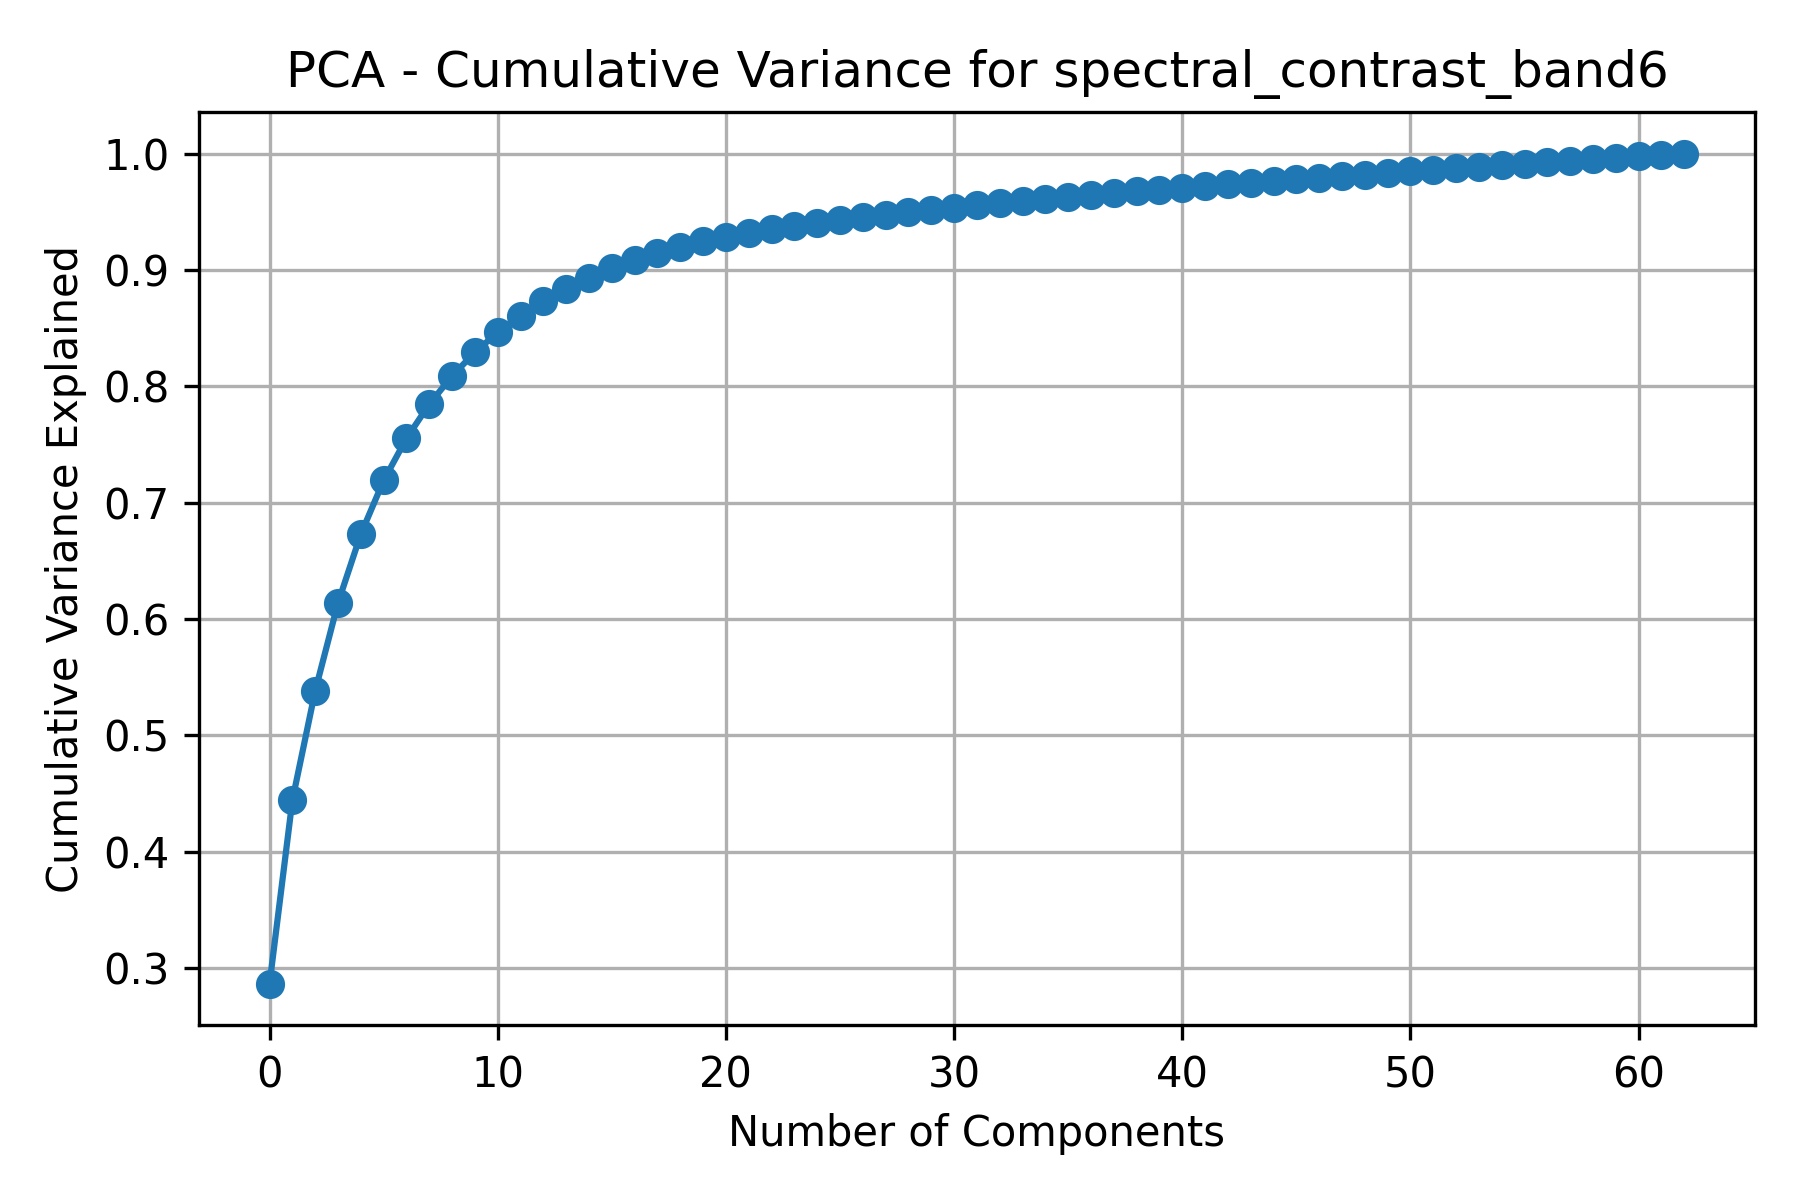 PCA - Cumulative Variance for spectral_contrast_band6
Cumulative Variance Explained
1.0
0.9
0.8
0.7
0.6
0.5
0.4
0.3
0 10 20 30 40 50 60
Number of Components